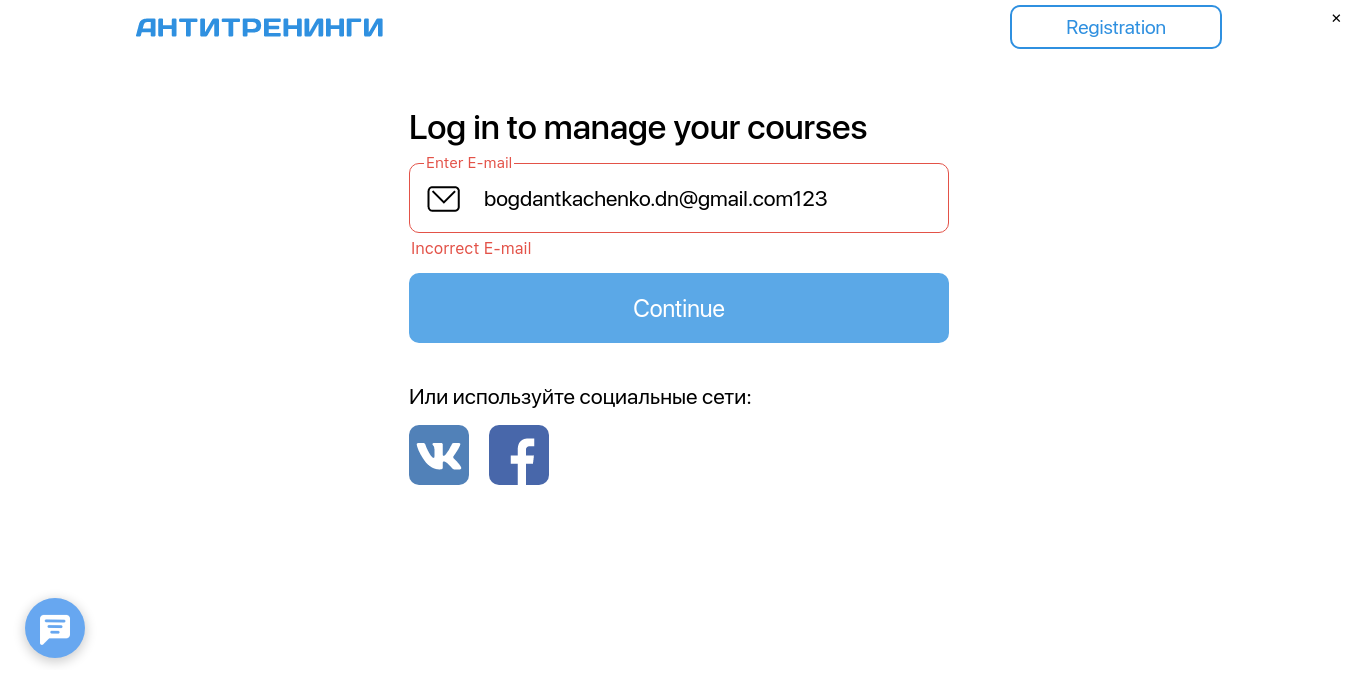 АНТИТРЕНИНГИ
Registration
×
Log in to manage your courses
Enter E-mail
bogdantkachenko.dn@gmail.com123
Incorrect E-mail
Continue
Или используйте социальные сети: